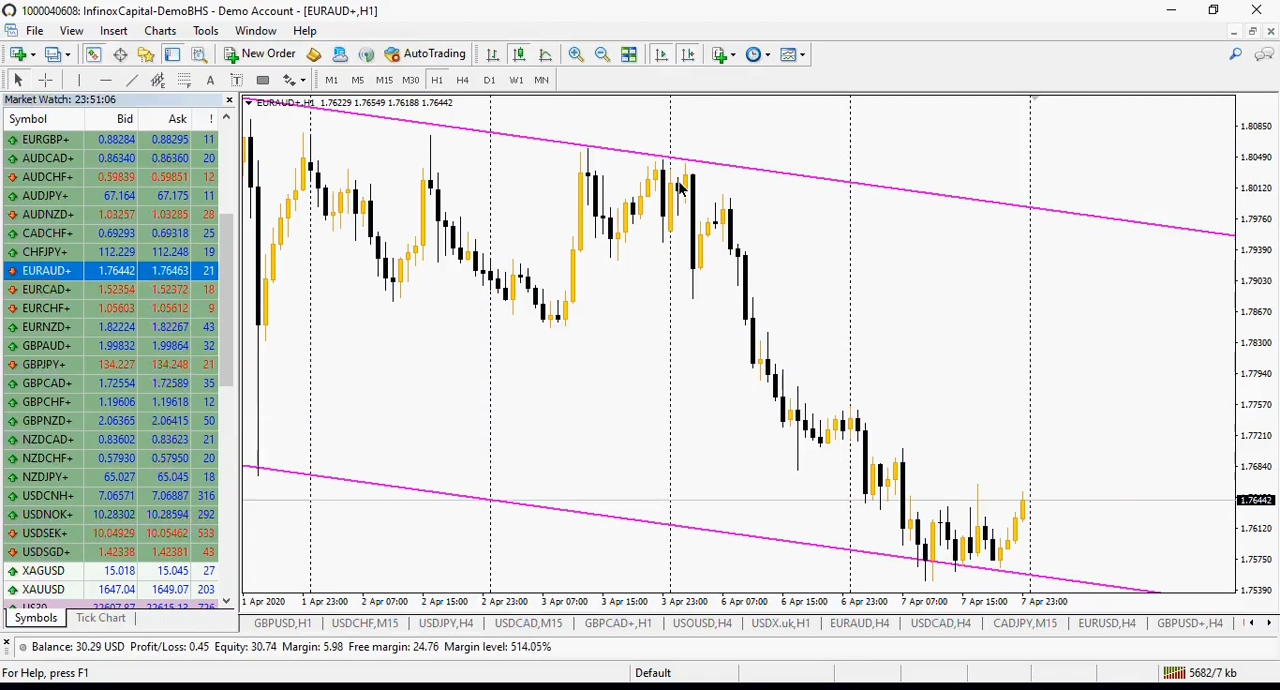 1000040608: InfinoxCapital-DemoBHS - Demo Account - [EURAUD+,H1]
File View Insert Charts Tools Window Help
New Order AutoTrading
A T M1 M5 M15 M30 H1 H4 D1 W1 MN
Market Watch: 23:51:06
Symbol Bid Ask !
EURGBP+ 0.88284 0.88295 11
AUDCAD+ 0.86340 0.86360 20
AUDCHF+ 0.59839 0.59851 12
AUDJPY+ 67.164 67.175 11
AUDNZD+ 1.03257 1.03285 28
CADCHF+ 0.69293 0.69318 25
CHFJPY+ 112.229 112.248 19
EURAUD+ 1.76442 1.76463 21
EURCAD+ 1.52354 1.52372 18
EURCHF+ 1.05603 1.05612 9
EURNZD+ 1.82224 1.82267 43
GBPAUD+ 1.99832 1.99864 32
GBPJPY+ 134.227 134.248 21
GBPCAD+ 1.72554 1.72589 35
GBPCHF+ 1.19606 1.19618 12
GBPNZD+ 2.06365 2.06415 50
NZDCAD+ 0.83602 0.83623 21
NZDCHF+ 0.57930 0.57950 20
NZDJPY+ 65.027 65.045 18
USDCNH+ 7.06571 7.06887 316
USDNOK+ 10.28302 10.28594 292
USDSEK+ 10.04929 10.05462 533
USDSGD+ 1.42338 1.42381 43
XAGUSD 15.018 15.045 27
XAUUSD 1647.04 1649.07 203
US30 22607.87 22615.13 726
Symbols Tick Chart
EURAUD+,H1 1.76229 1.76549 1.76188 1.76442
1.80850
1.80490
1.80120
1.79760
1.79390
1.79030
1.78670
1.78300
1.77940
1.77580
1.77210
1.76840
1.76442
1.76120
1.75750
1.75390
1 Apr 2020 1 Apr 23:00 2 Apr 07:00 2 Apr 15:00 2 Apr 23:00 3 Apr 07:00 3 Apr 15:00 3 Apr 23:00 6 Apr 07:00 6 Apr 15:00 6 Apr 23:00 7 Apr 07:00 7 Apr 15:00 7 Apr 23:00
GBPUSD,H1 USDCHF,M15 USDJPY,H4 USDCAD,M15 GBPCAD+,H1 USOUSD,H4 USDX.uk,H1 EURAUD,H4 USDCAD,H4 CADJPY,M15 EURUSD,H4 GBPUSD+,H4
Balance: 30.29 USD Profit/Loss: 0.45 Equity: 30.74 Margin: 5.98 Free margin: 24.76 Margin level: 514.05%
For Help, press F1 Default 5682/7 kb